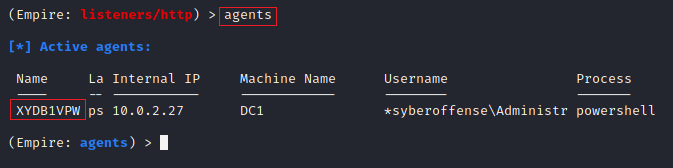 (Empire: listeners/http) > agents
[*] Active agents:
Name La Internal IP Machine Name Username Process
---- -- ----------- ------------ -------- -------
XYDB1VPW ps 10.0.2.27 DC1 *syberoffense\Administr powershell
(Empire: agents) >